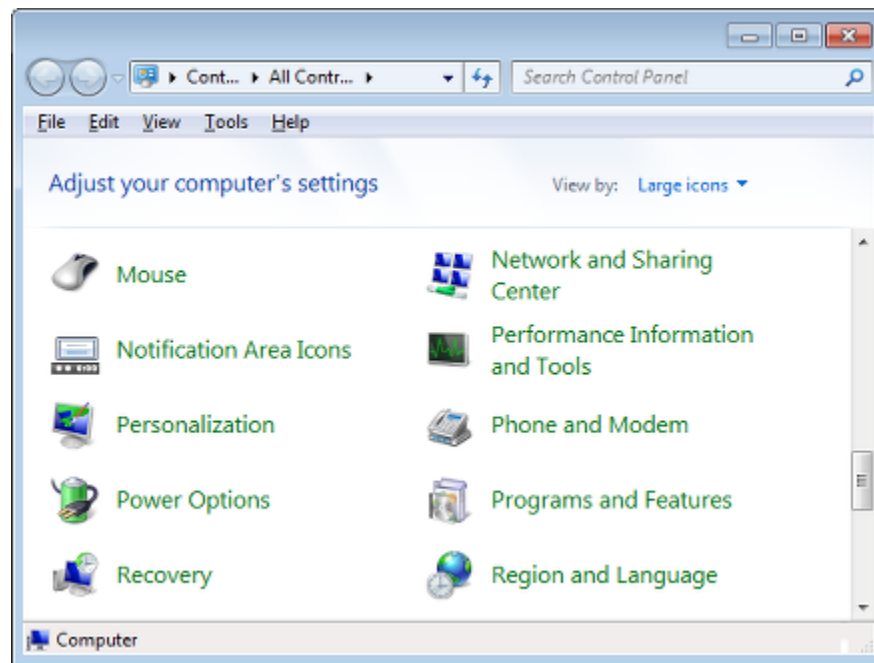 Cont... All Contr...
Search Control Panel
File Edit View Tools Help
Adjust your computer's settings
View by: Large icons
Mouse
Network and Sharing
Center
Notification Area Icons
Performance Information
and Tools
Personalization
Phone and Modem
Power Options
Programs and Features
Recovery
Region and Language
Computer